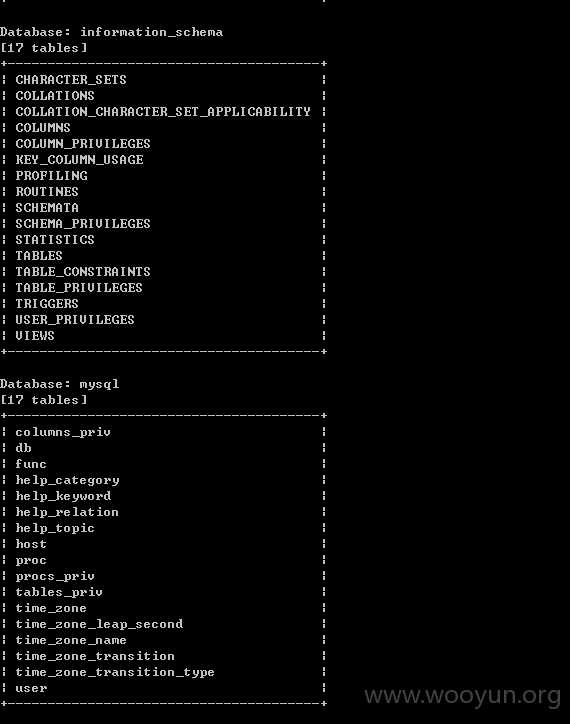 Database: information_schema
[17 tables]
+---------------------------------------+
| CHARACTER_SETS |
| COLLATIONS |
| COLLATION_CHARACTER_SET_APPLICABILITY |
| COLUMNS |
| COLUMN_PRIVILEGES |
| KEY_COLUMN_USAGE |
| PROFILING |
| ROUTINES |
| SCHEMATA |
| SCHEMA_PRIVILEGES |
| STATISTICS |
| TABLES |
| TABLE_CONSTRAINTS |
| TABLE_PRIVILEGES |
| TRIGGERS |
| USER_PRIVILEGES |
| VIEWS |
+---------------------------------------+
Database: mysql
[17 tables]
+---------------------------------------+
| columns_priv |
| db |
| func |
| help_category |
| help_keyword |
| help_relation |
| help_topic |
| host |
| proc |
| procs_priv |
| tables_priv |
| time_zone |
| time_zone_leap_second |
| time_zone_name |
| time_zone_transition |
| time_zone_transition_type |
| user |
+---------------------------------------+
www.wooyun.org